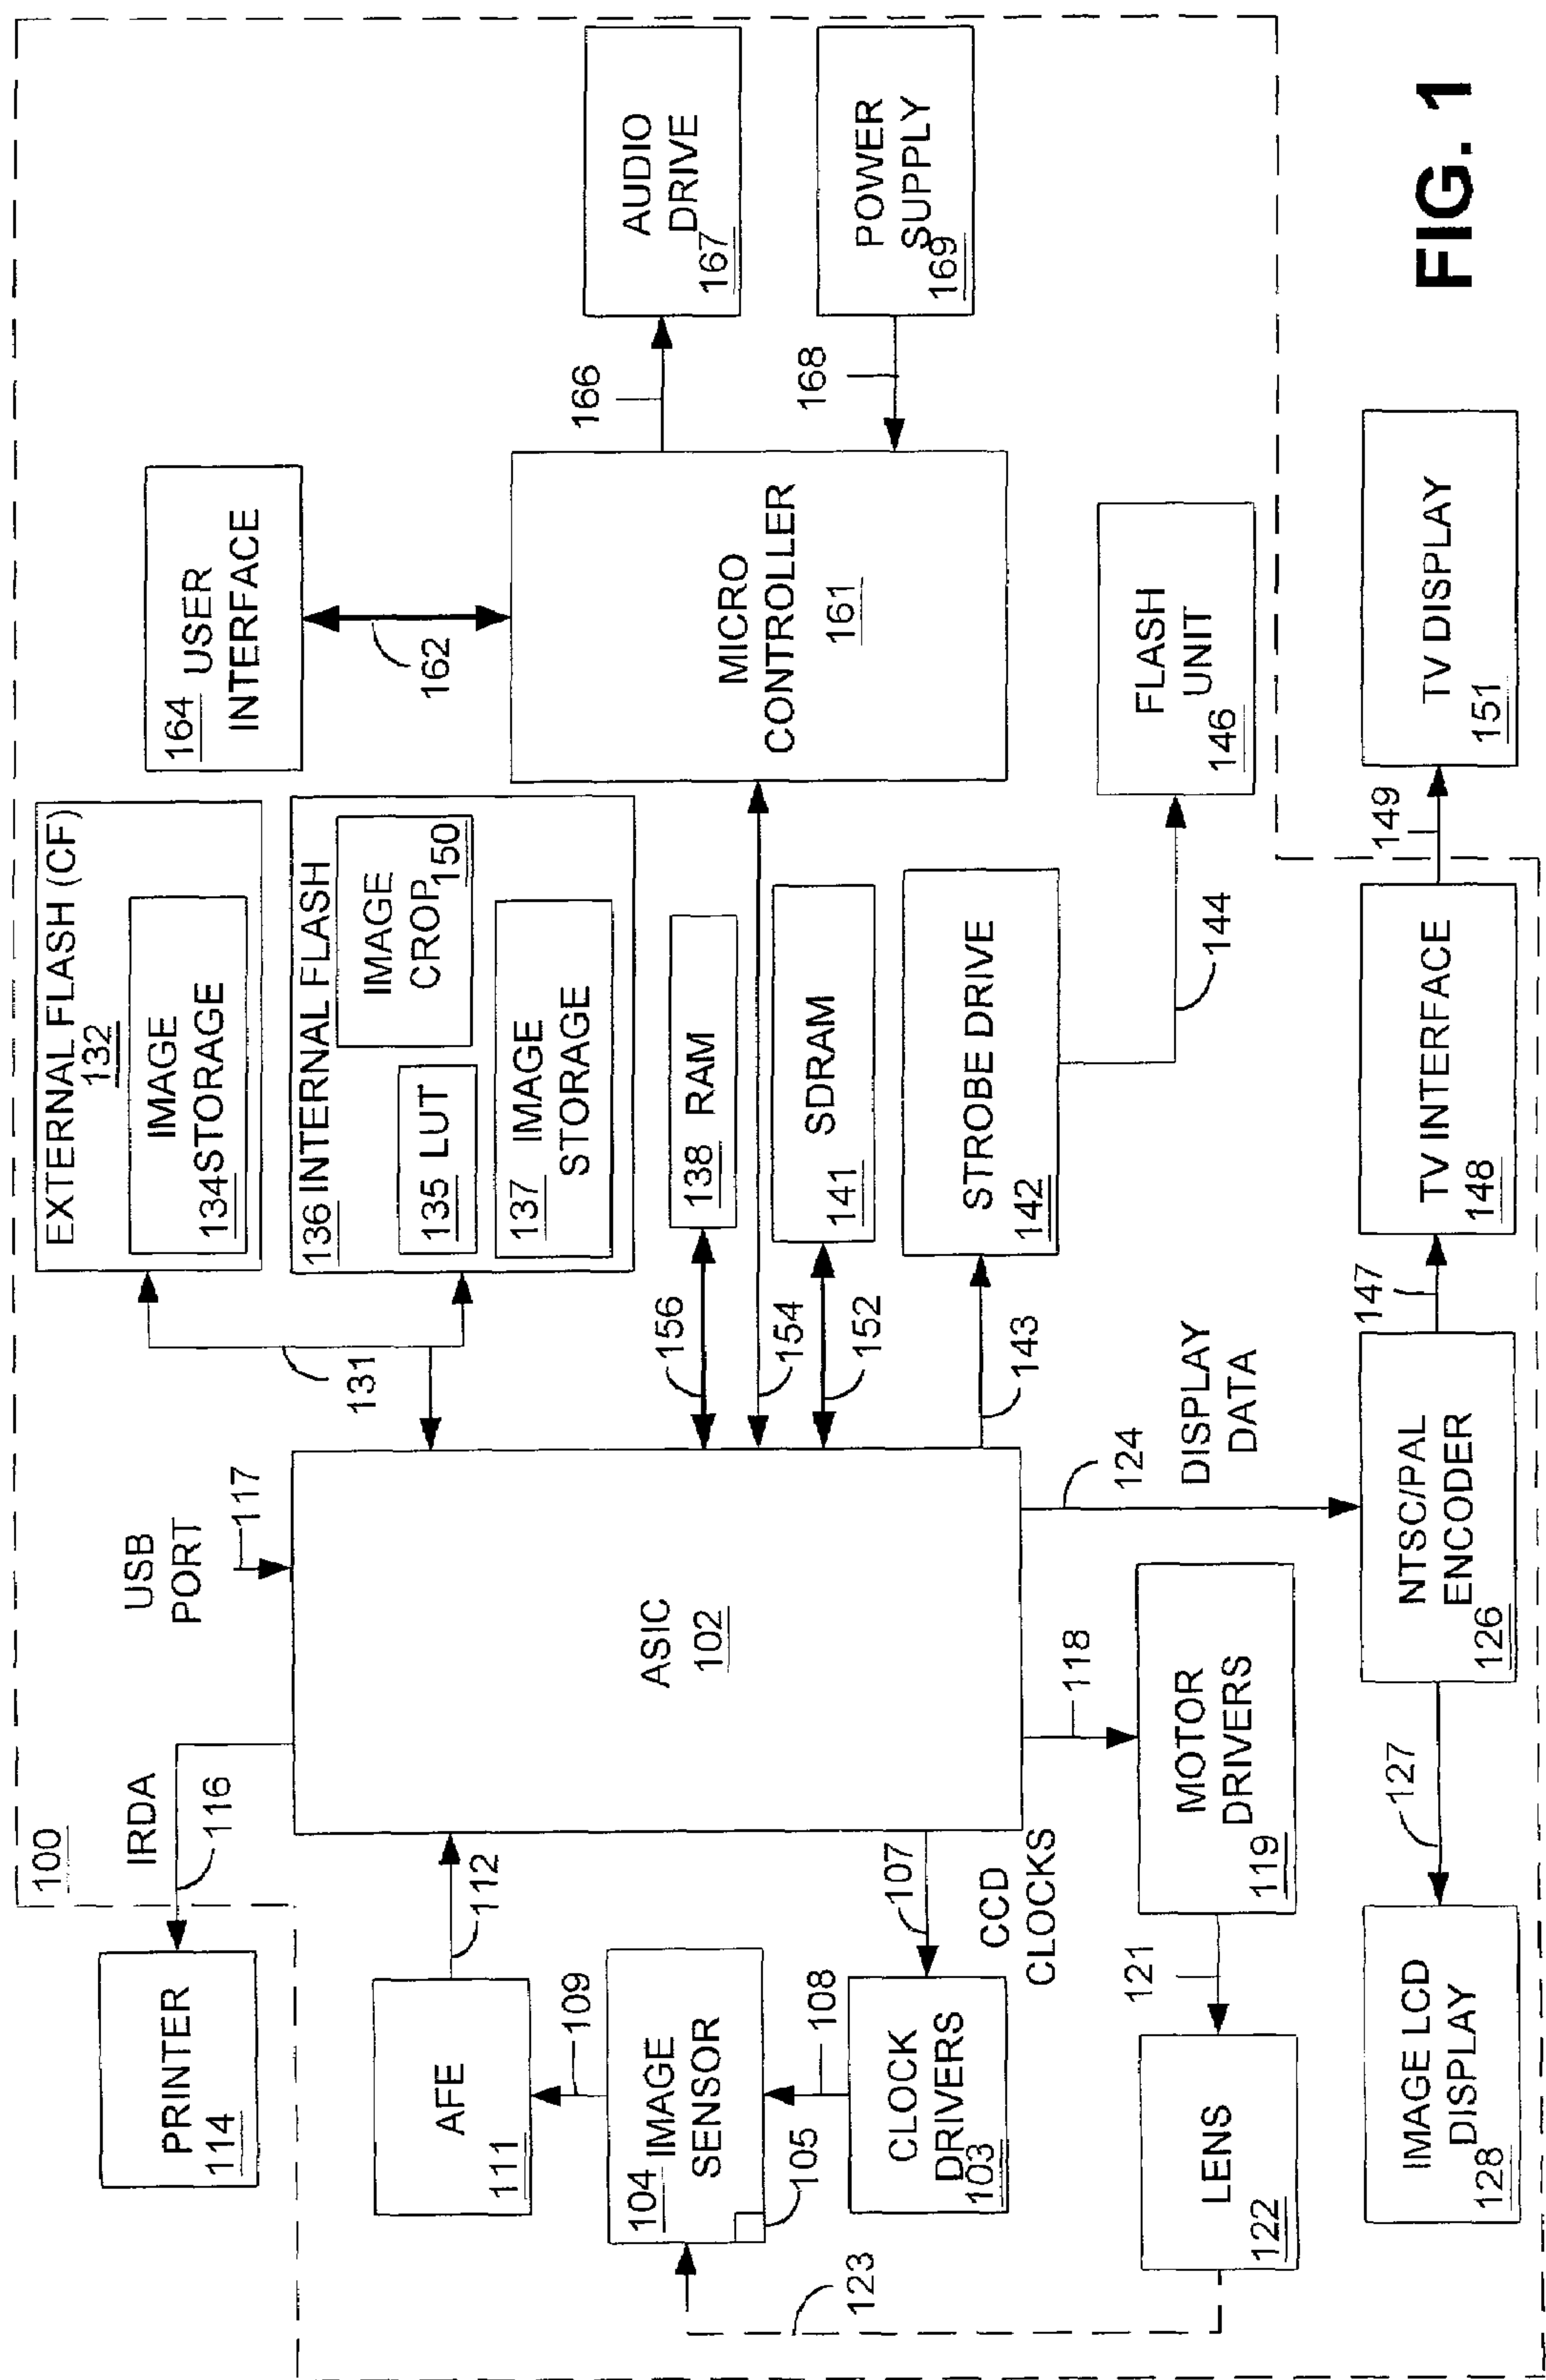 100
PRINTER
114
IRDA
116
USB
PORT
117
131
EXTERNAL FLASH (CF)
132
IMAGE
134 STORAGE
136 INTERNAL FLASH
IMAGE
CROP
150
135 LUT
137 IMAGE
STORAGE
164 USER
INTERFACE
162
AFE
111
112
109
104 IMAGE
SENSOR
105
108
CLOCK
DRIVERS
103
107
CCD
CLOCKS
ASIC
102
156
138 RAM
154
152
SDRAM
141
143
STROBE DRIVE
142
144
FLASH
UNIT
146
MICRO
CONTROLLER
161
166
AUDIO
DRIVE
167
168
POWER
SUPPLY
169
123
LENS
122
121
MOTOR
DRIVERS
119
118
124
DISPLAY
DATA
IMAGE LCD
DISPLAY
128
127
NTSC/PAL
ENCODER
126
147
TV INTERFACE
148
149
TV DISPLAY
151
FIG. 1